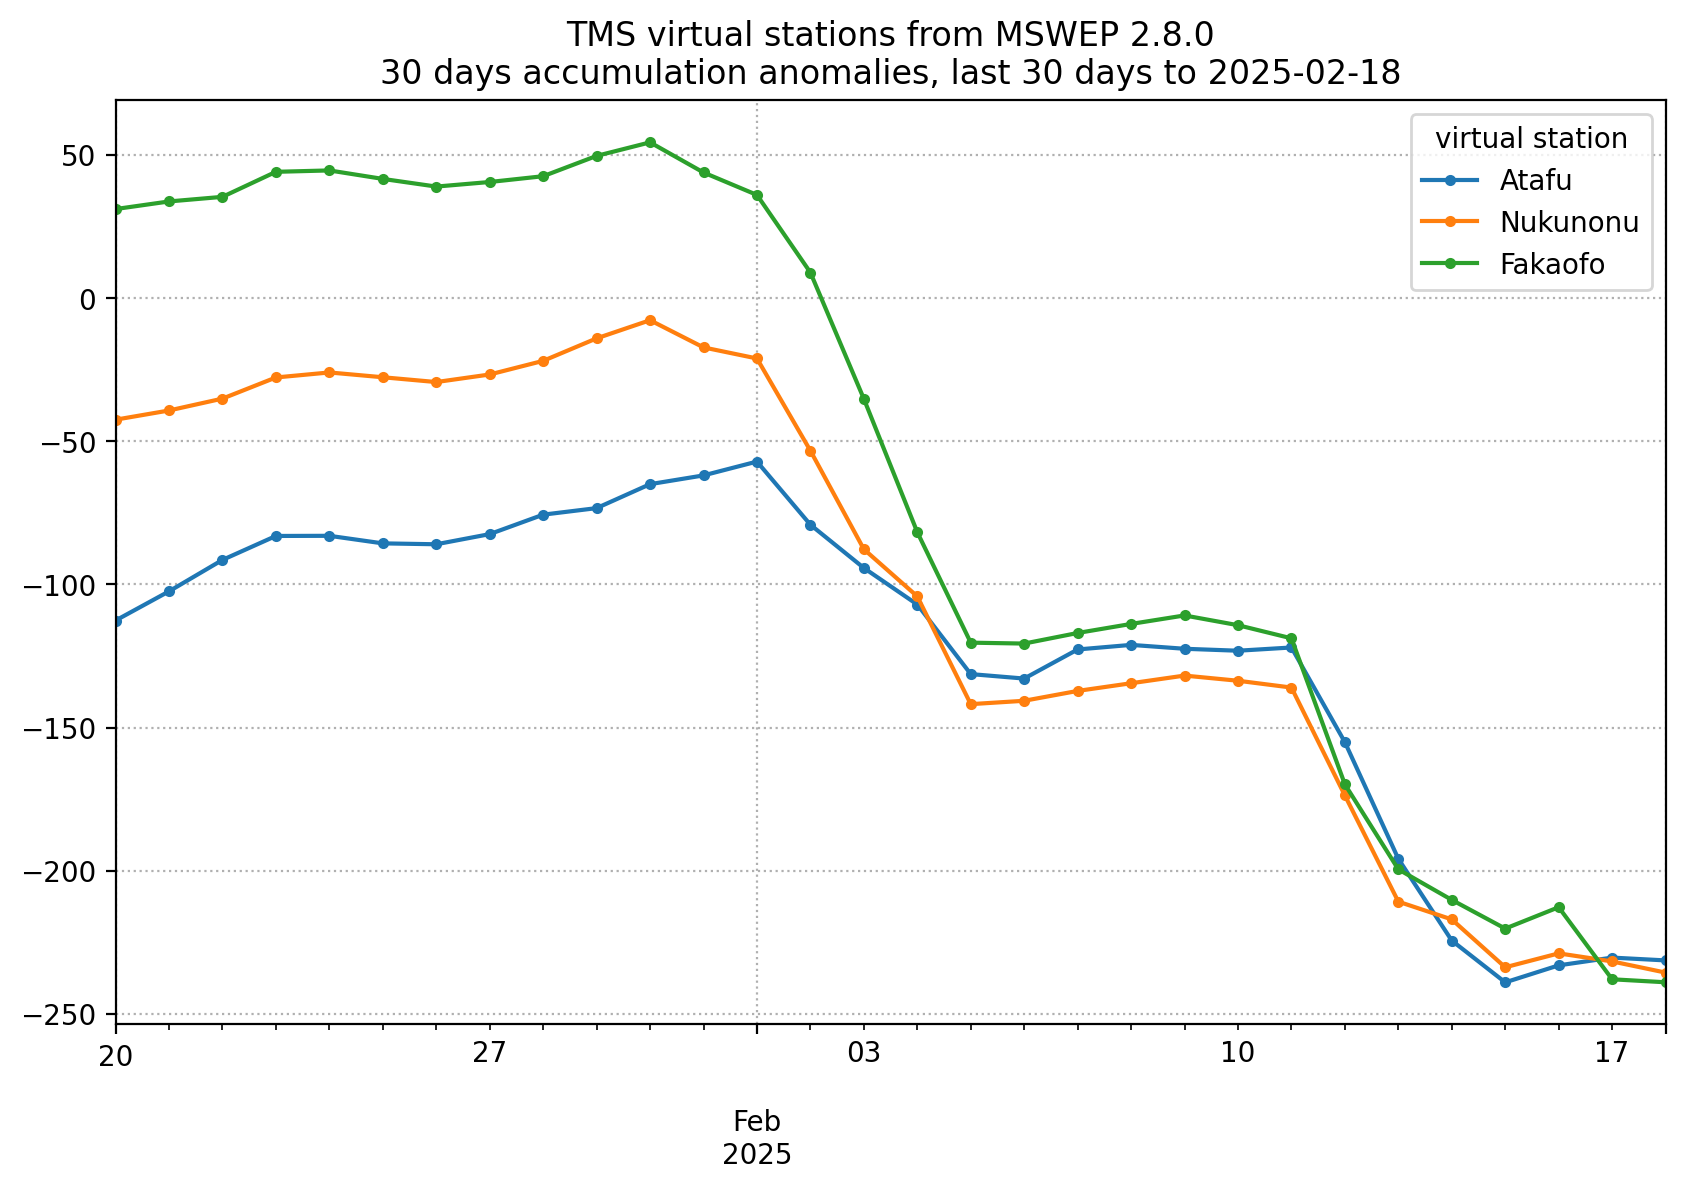 TMS virtual stations from MSWEP 2.8.0
30 days accumulation anomalies, last 30 days to 2025-02-18
virtual station
Atafu
Nukunonu
Fakaofo
50
0
−50
−100
−150
−200
−250
20
27
03
10
17
Feb
2025